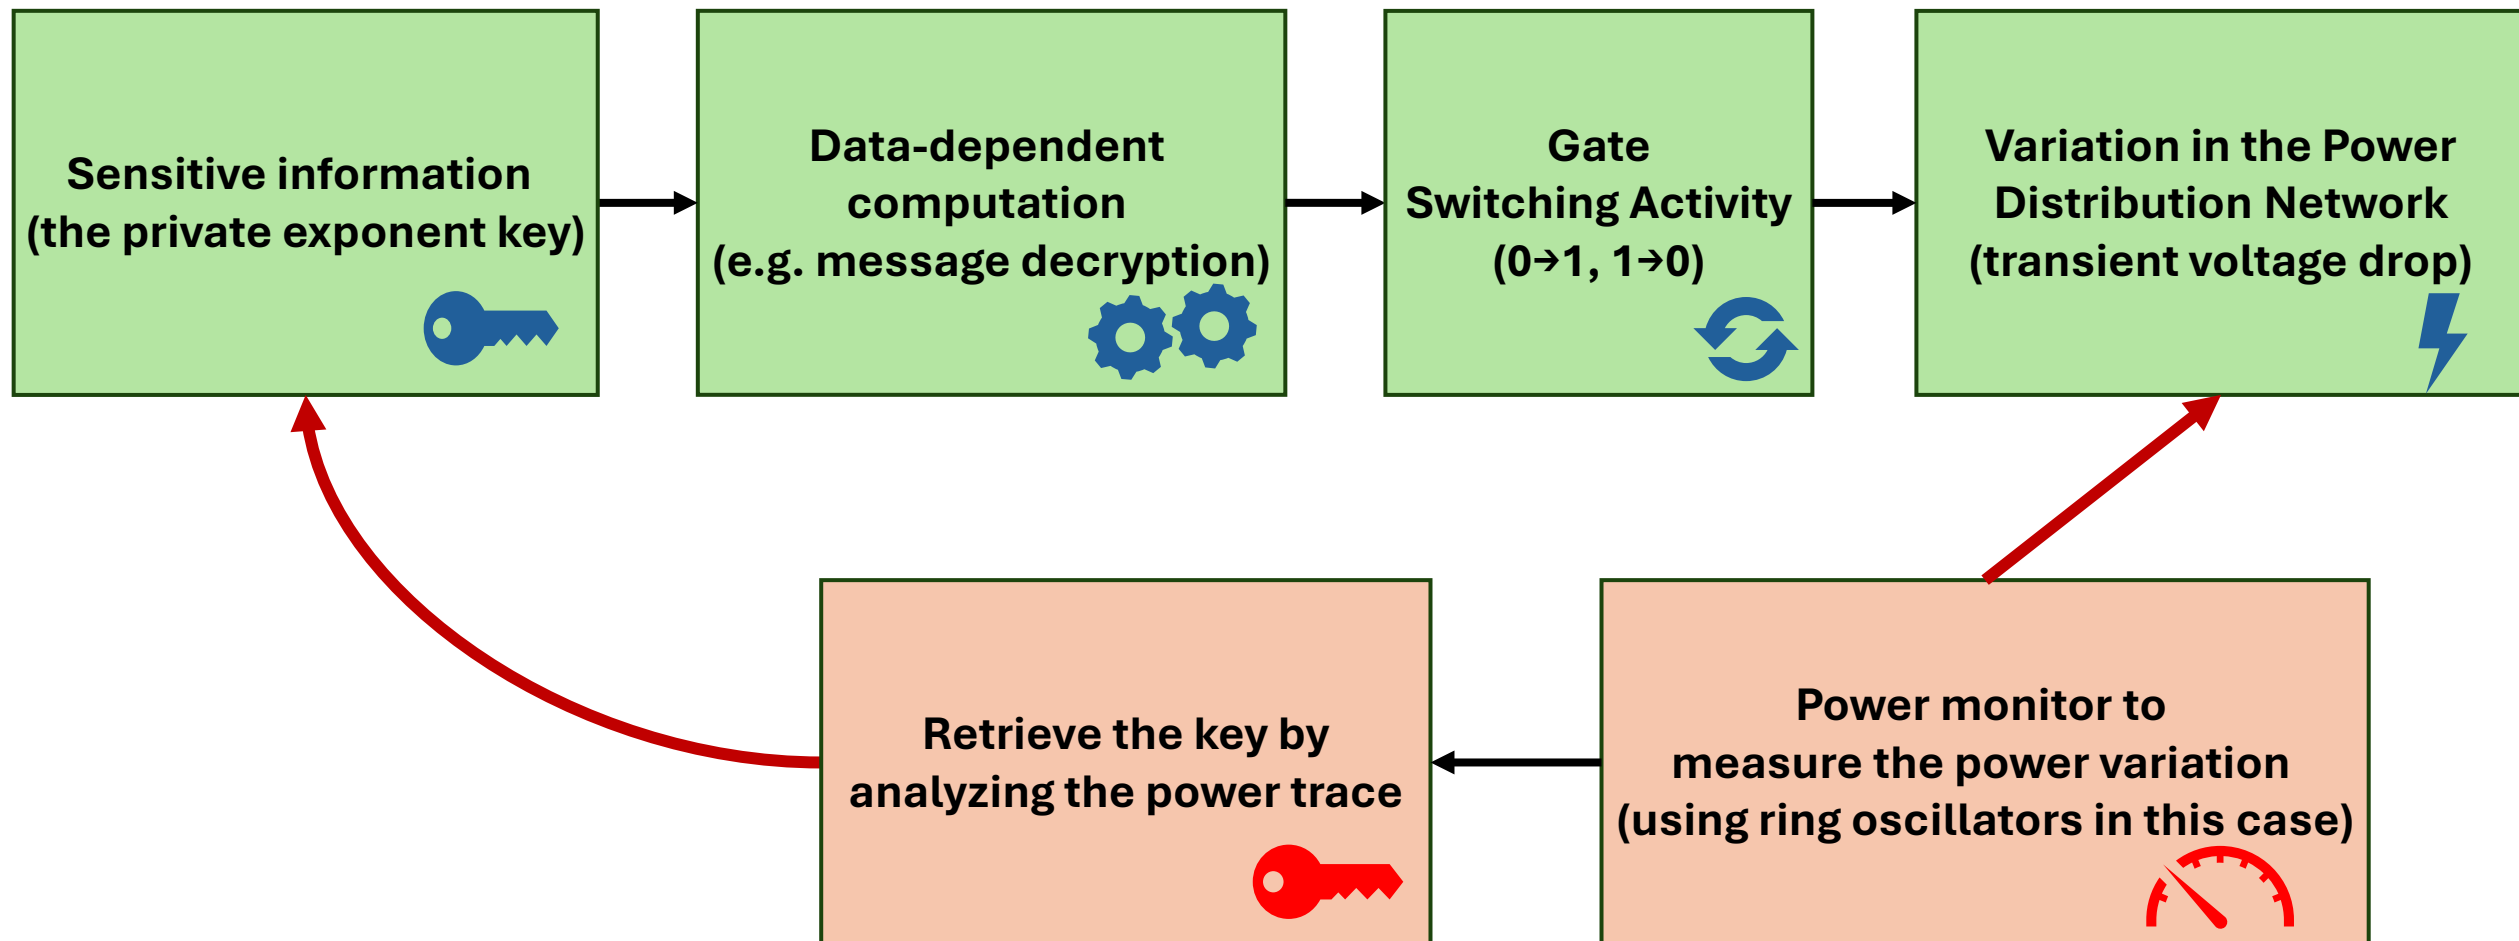 Sensitive information
(the private exponent key)
Data-dependent
computation
(e.g. message decryption)
Gate
Switching Activity
(0→1, 1→0)
Variation in the Power
Distribution Network
(transient voltage drop)
Retrieve the key by
analyzing the power trace
Power monitor to
measure the power variation
(using ring oscillators in this case)